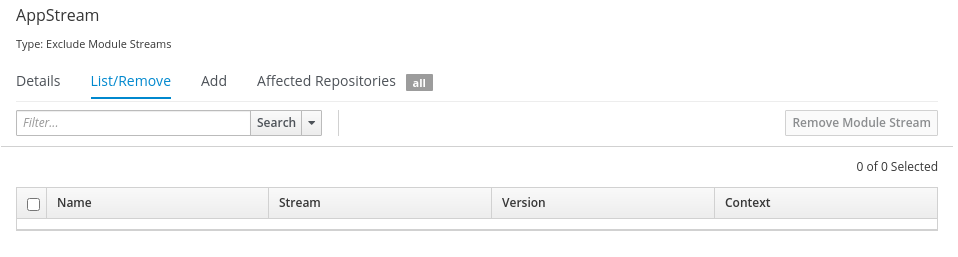 AppStream
Type: Exclude Module Streams
Details List/Remove Add Affected Repositories all
Filter... Search Remove Module Stream
0 of 0 Selected
Name Stream Version Context